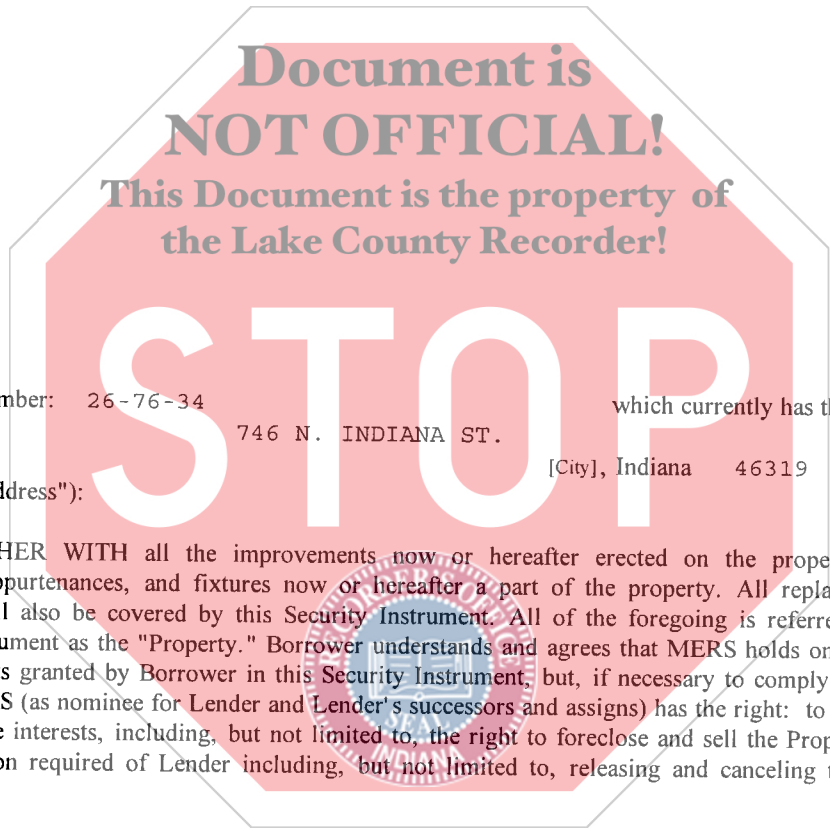 Document is
NOT OFFICIAL!
This Document is the property of
the Lake County Recorder!
STOP
mber: 26-76-34 which currently has th
746 N. INDIANA ST.
[City], Indiana 46319
ddress"):
HER WITH all the improvements now or hereafter erected on the prope
ppurtenances, and fixtures now or hereafter a part of the property. All repla
l also be covered by this Security Instrument. All of the foregoing is referre
ument as the "Property." Borrower understands and agrees that MERS holds on
s granted by Borrower in this Security Instrument, but, if necessary to comply
S (as nominee for Lender and Lender's successors and assigns) has the right: to
e interests, including, but not limited to, the right to foreclose and sell the Prop
on required of Lender including, but not limited to, releasing and canceling t
RECORDER'S OFFICE
SEAL
INDIANA